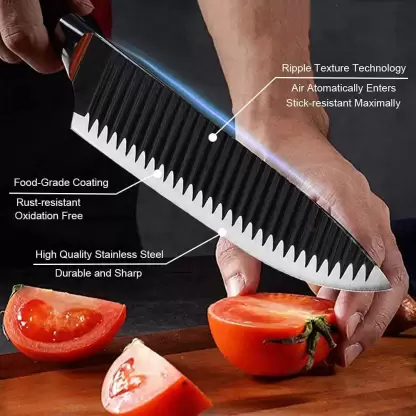 Ripple Texture Technology
Air Atomatically Enters
Stick-resistant Maximally
Food-Grade Coating
Rust-resistant
Oxidation Free
High Quality Stainless Steel
Durable and Sharp